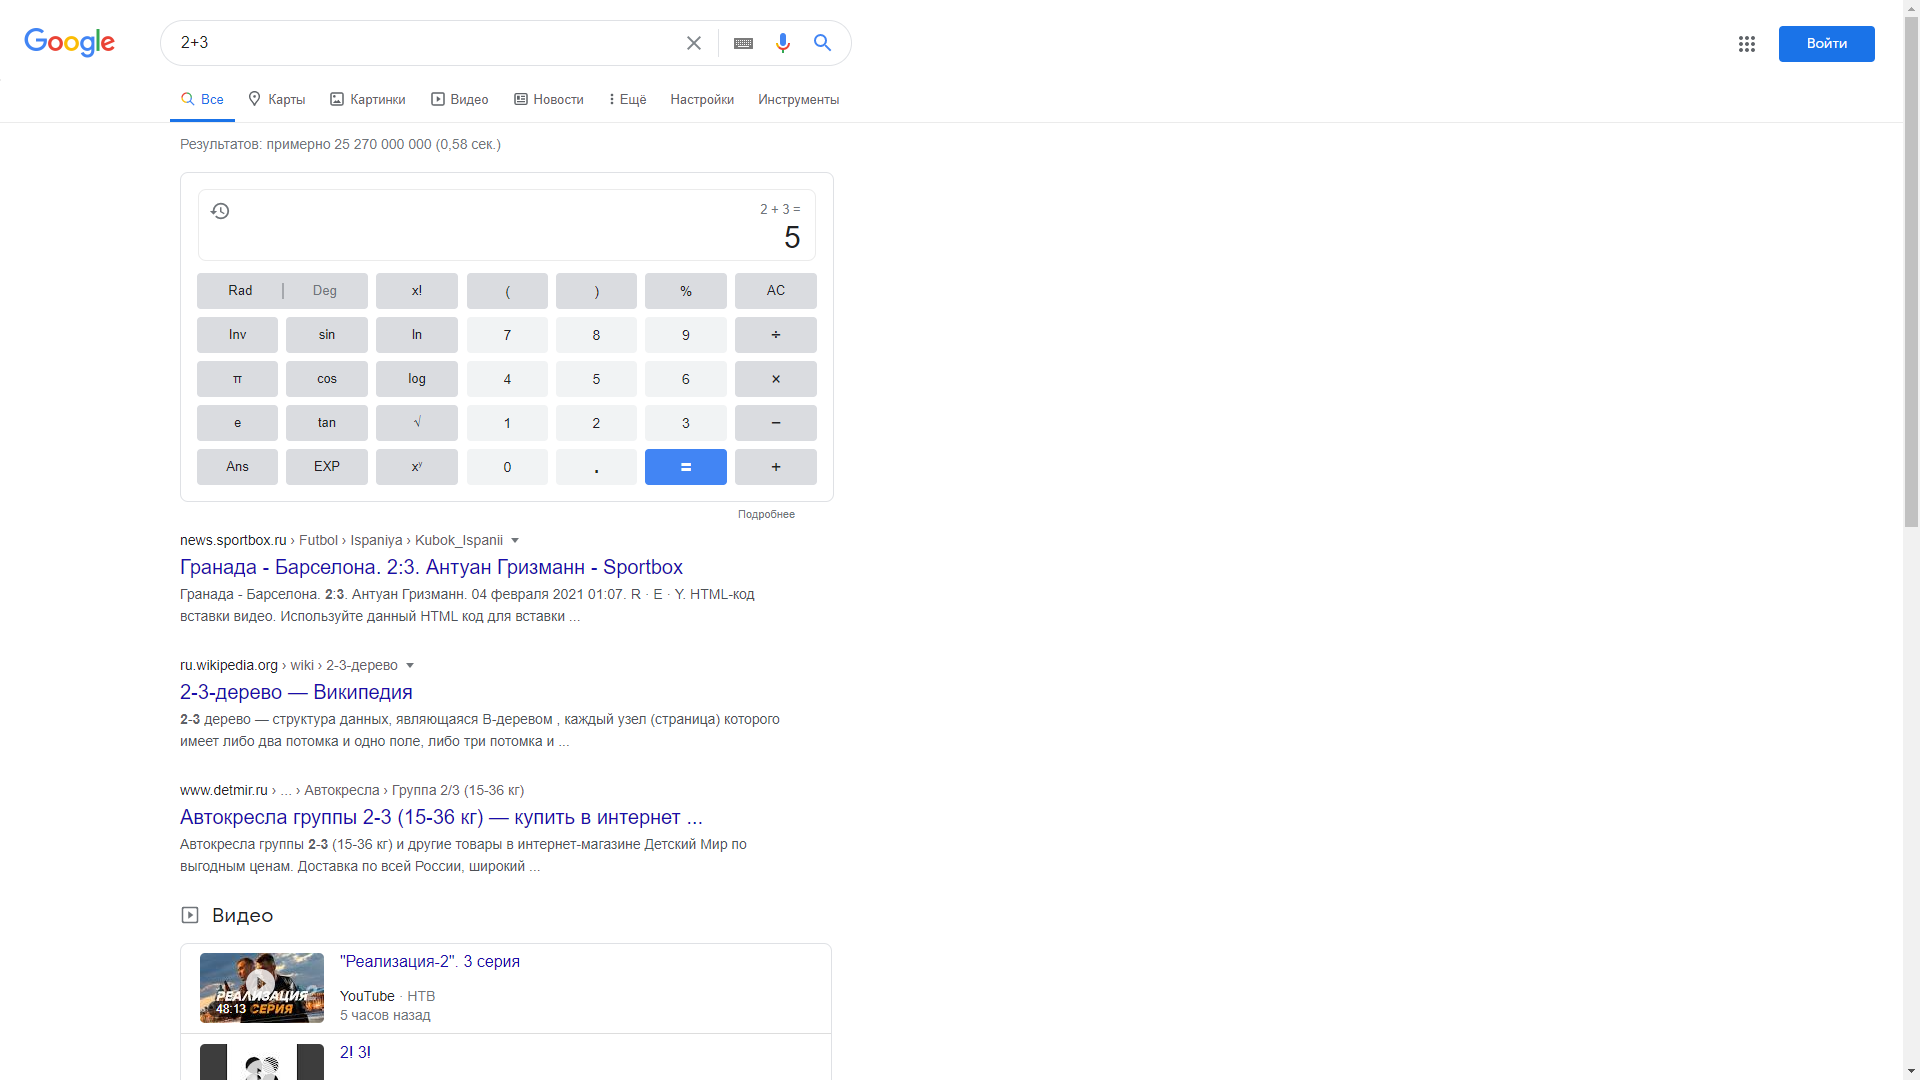 Google
2+3
Войти
Все
Карты
Картинки
Видео
Новости
Ещё
Настройки
Инструменты
Результатов: примерно 25 270 000 000 (0,58 сек.)
2 + 3 =
5
Rad | Deg x! ( ) % AC
Inv sin ln 7 8 9 ÷
π cos log 4 5 6 ×
e tan √ 1 2 3 −
Ans EXP xʸ 0 . = +
Подробнее
news.sportbox.ru › Futbol › Ispaniya › Kubok_Ispanii
Гранада - Барселона. 2:3. Антуан Гризманн - Sportbox
Гранада - Барселона. 2:3. Антуан Гризманн. 04 февраля 2021 01:07. R · E · Y. HTML-код
вставки видео. Используйте данный HTML код для вставки ...
ru.wikipedia.org › wiki › 2-3-дерево
2-3-дерево — Википедия
2-3 дерево — структура данных, являющаяся B-деревом , каждый узел (страница) которого
имеет либо два потомка и одно поле, либо три потомка и ...
www.detmir.ru › ... › Автокресла › Группа 2/3 (15-36 кг)
Автокресла группы 2-3 (15-36 кг) — купить в интернет ...
Автокресла группы 2-3 (15-36 кг) и другие товары в интернет-магазине Детский Мир по
выгодным ценам. Доставка по всей России, широкий ...
Видео
РЕАЛИЗАЦИЯ 2
48:13 СЕРИЯ
"Реализация-2". 3 серия
YouTube · НТВ
5 часов назад
2! 3!